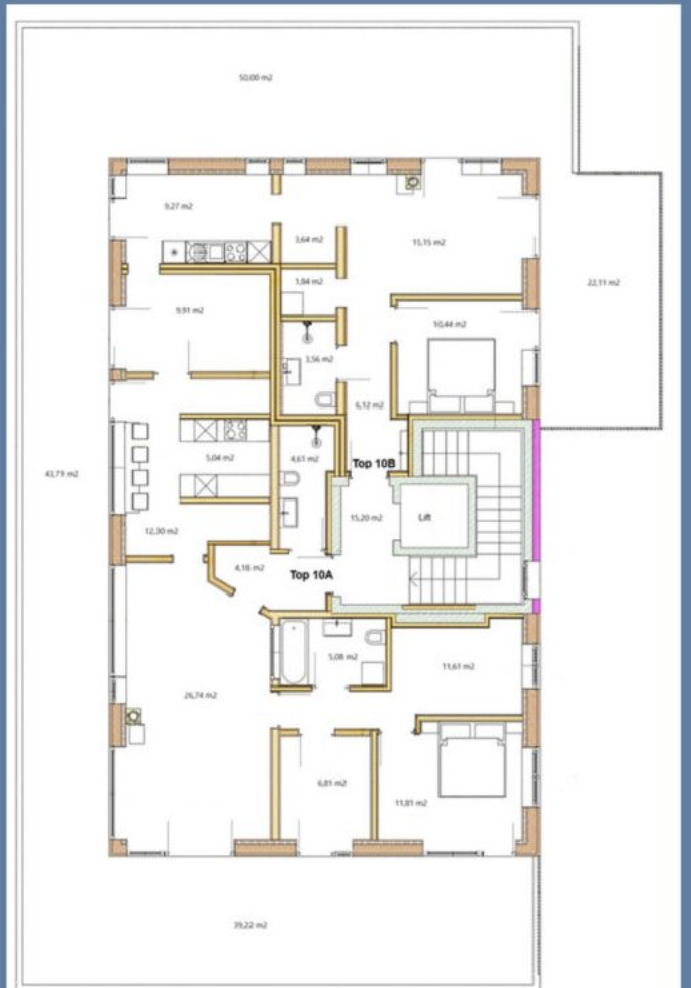 50,00 m2
9,27 m2
3,64 m2
15,15 m2
1,84 m2
22,11 m2
9,91 m2
10,44 m2
3,56 m2
6,12 m2
5,04 m2
4,61 m2
Top 10B
43,79 m2
12,30 m2
15,20 m2
Lift
4,18 m2
Top 10A
5,08 m2
11,61 m2
26,74 m2
6,81 m2
11,81 m2
39,22 m2